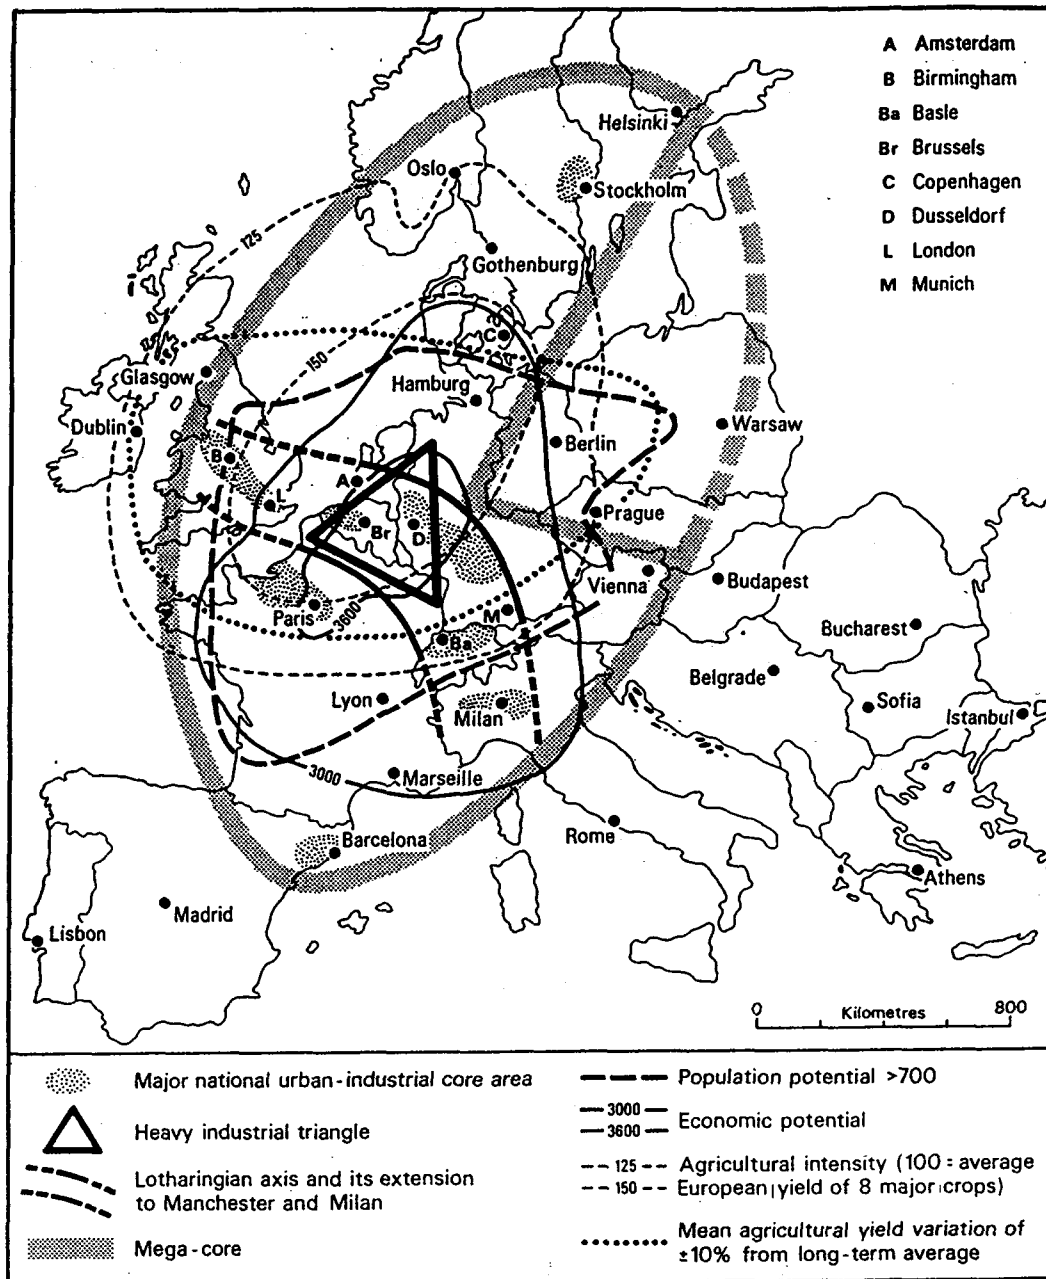 A Amsterdam
B Birmingham
Ba Basle
Br Brussels
C Copenhagen
D Dusseldorf
L London
M Munich
Helsinki
Oslo
Stockholm
125
Gothenburg
C
150
Glasgow
Hamburg
Dublin
Warsaw
Berlin
B
A
L
Br
D
Prague
Vienna
Budapest
Paris
3600
M
Ba
Bucharest
Belgrade
Lyon
Milan
Sofia
Istanbul
3000
Marseille
Rome
Barcelona
Athens
Madrid
Lisbon
0 Kilometres 800
Major national urban-industrial core area
Heavy industrial triangle
Lotharingian axis and its extension
to Manchester and Milan
Mega-core
Population potential >700
3000
3600
Economic potential
125 Agricultural intensity (100 = average
150 European yield of 8 major crops)
Mean agricultural yield variation of
±10% from long-term average